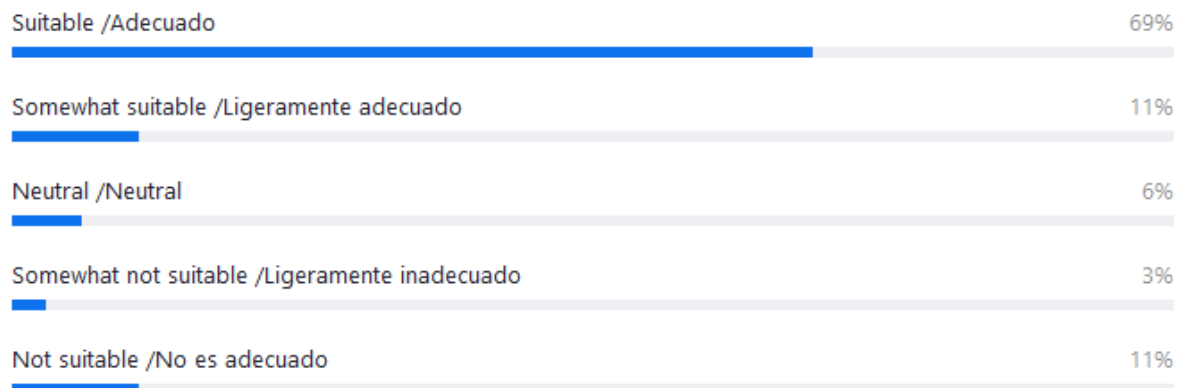 Suitable /Adecuado 69%
Somewhat suitable /Ligeramente adecuado 11%
Neutral /Neutral 6%
Somewhat not suitable /Ligeramente inadecuado 3%
Not suitable /No es adecuado 11%